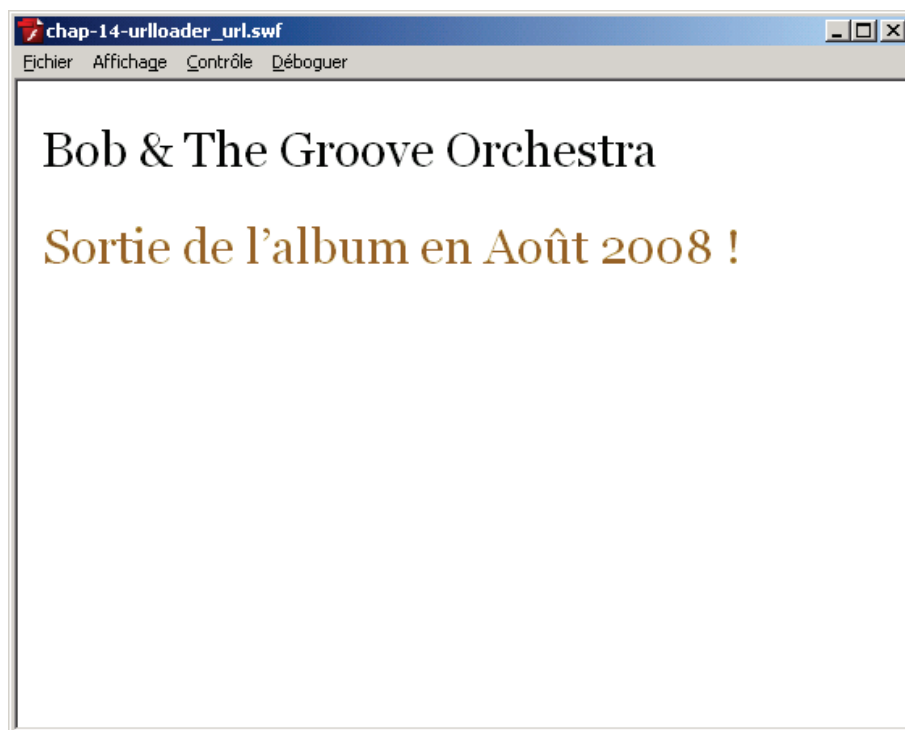 chap-14-urlloader_url.swf
Fichier Affichage Contrôle Déboguer
Bob & The Groove Orchestra
Sortie de l’album en Août 2008 !